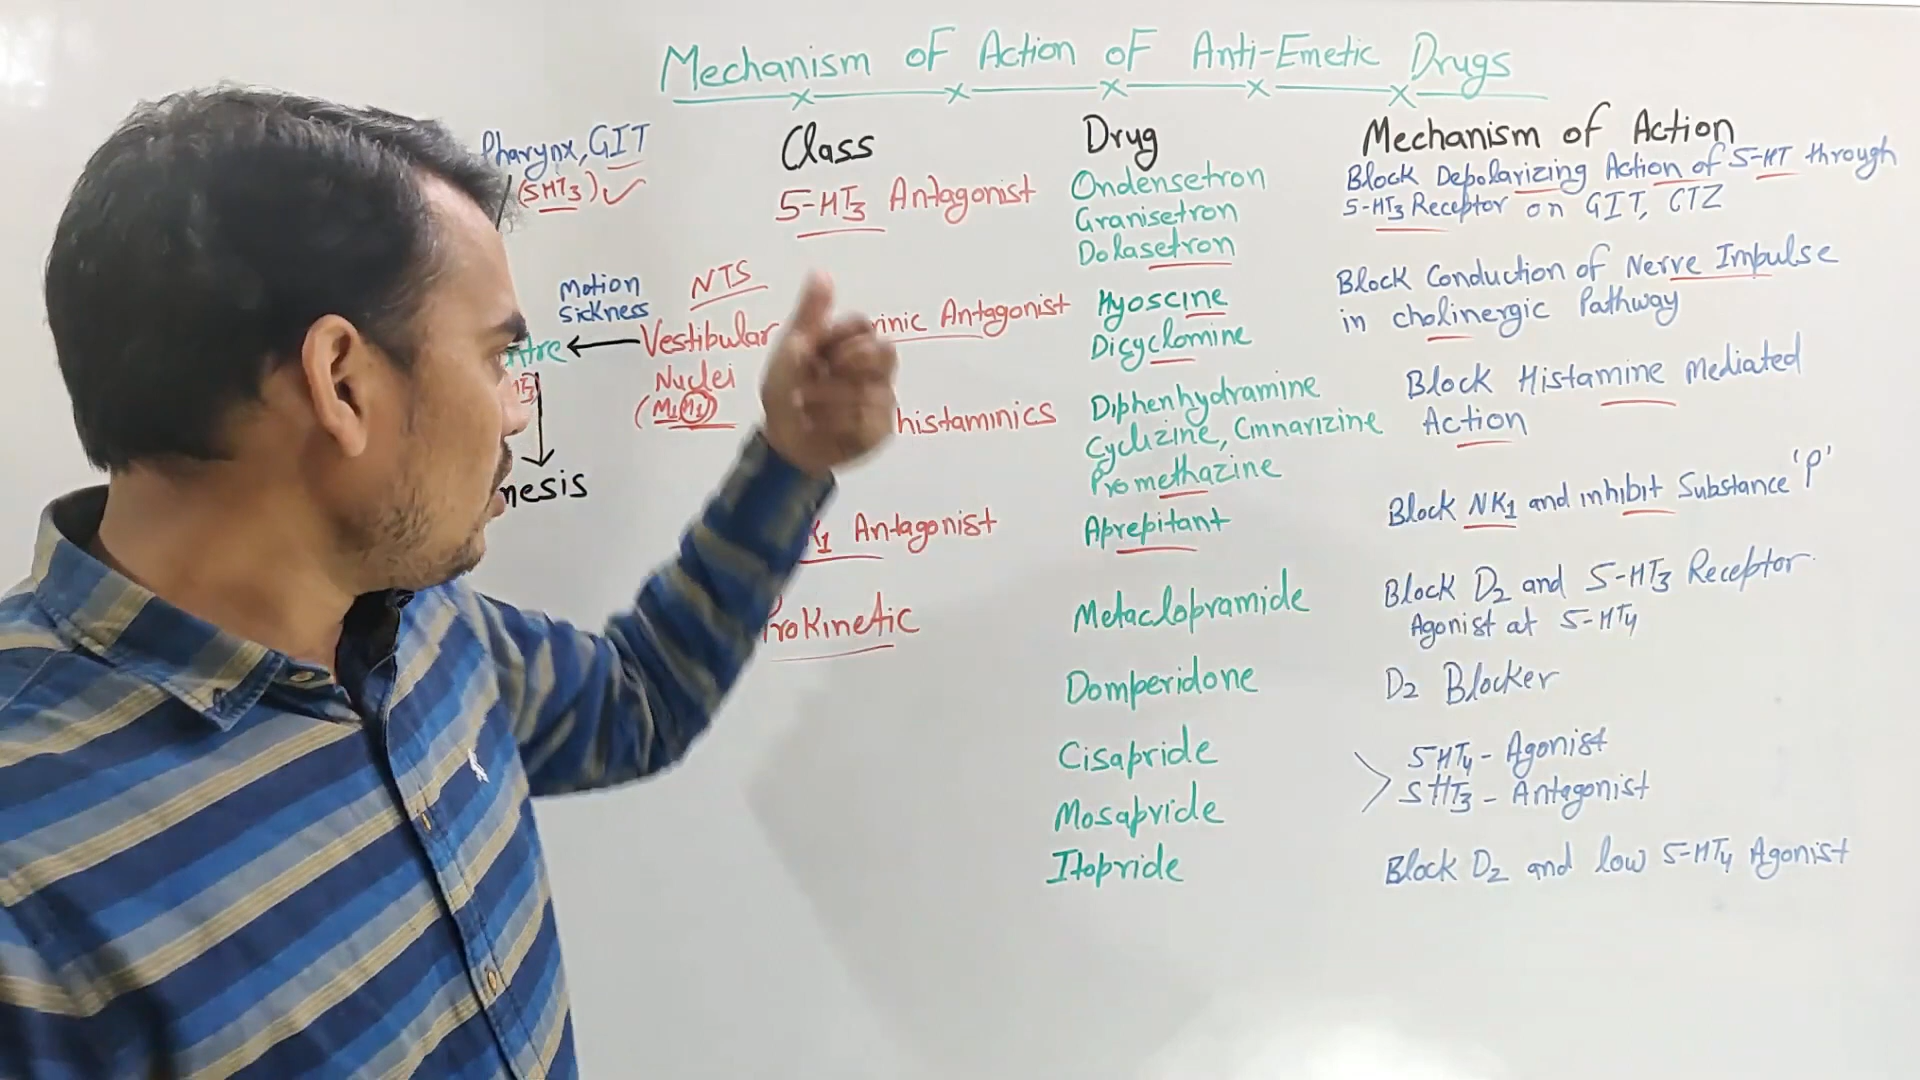 Mechanism of Action of Anti-Emetic Drugs
Pharynx, GIT
(5HT3) ✓
Motion
Sickness
NTS
Vestibular
Nuclei
ntre
nesis
Class
5-HT3 Antagonist
rinic Antagonist
histaminics
K1 Antagonist
ProKinetic
Drug
Ondensetron
Granisetron
Dolasetron
Hyoscine
Dicyclomine
Diphenhydramine
Cyclizine, Cinnarizine
Promethazine
Aprepitant
Metaclopramide
Domperidone
Cisapride
Mosapride
Itopride
Mechanism of Action
Block Depolarizing Action of 5-HT through
5-HT3 Receptor on GIT, CTZ
Block Conduction of Nerve Impulse
in cholinergic Pathway
Block Histamine mediated
Action
Block NK1 and inhibit Substance 'P'
Block D2 and 5-HT3 Receptor
Agonist at 5-HT4
D2 Blocker
5HT4 - Agonist
5HT3 - Antagonist
Block D2 and low 5-HT4 Agonist